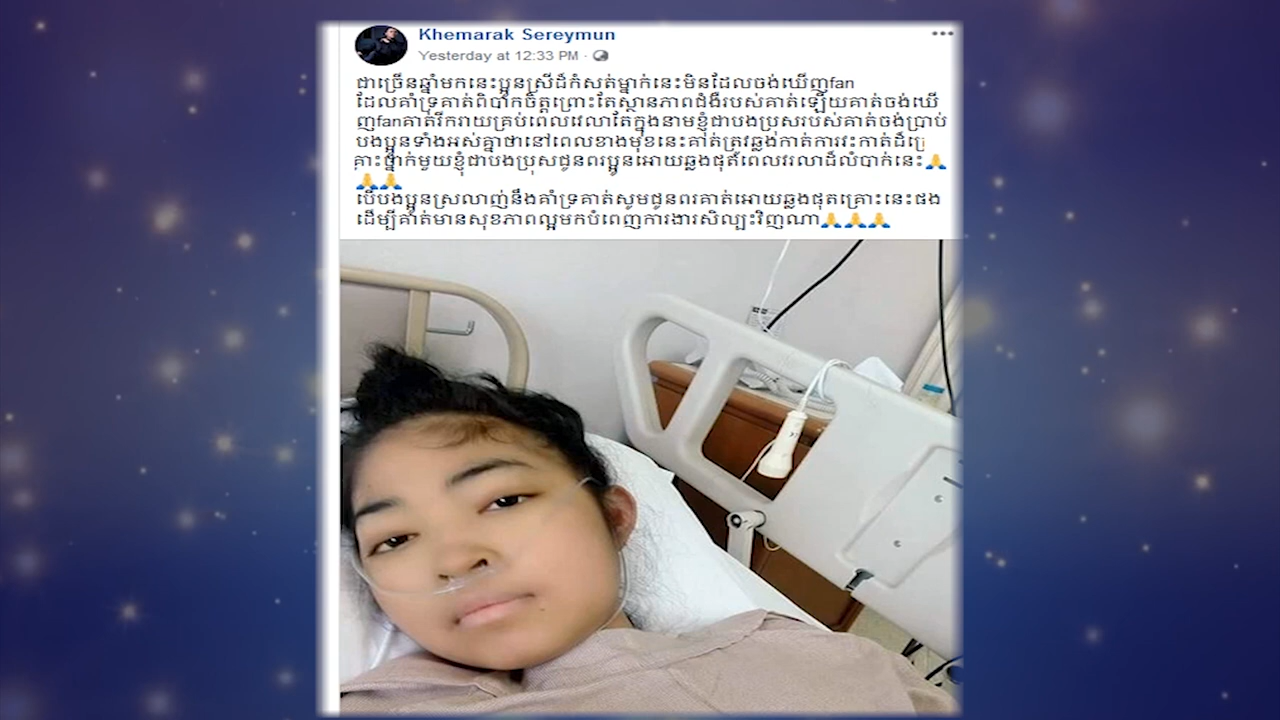 Khemarak Sereymun
Yesterday at 12:33 PM ·
ជាច្រើនឆ្នាំមកនេះប្អូនស្រីដ៏កំសត់ម្នាក់នេះមិនដែលចង់ឃើញfan
ដែលគាំទ្រគាត់ពិបាកចិត្តព្រោះតែស្ថានភាពជំងឺរបស់គាត់ឡើយគាត់ចង់ឃើ
ញfanគាត់រីករាយគ្រប់ពេលវេលាតែក្នុងនាមខ្ញុំជាបងប្រុសរបស់គាត់ចង់ប្រាប់
បងប្អូនទាំងអស់គ្នាថានៅពេលខាងមុខនេះគាត់ត្រូវឆ្លងកាត់ការវះកាត់ដ៏គ្រ
គ្រោះថ្នាក់មួយខ្ញុំជាបងប្រុសជូនពរប្អូនអោយឆ្លងផុតពេលវរលាដ៏លំបាក់នេះ🙏
🙏🙏
បើបងប្អូនស្រលាញ់នឹងគាំទ្រគាត់សូមជូនពរគាត់អោយឆ្លងផុតគ្រោះនេះផង
ដើម្បីគាត់មានសុខភាពល្អមកបំពេញការងារសិល្បះវិញណា🙏🙏🙏